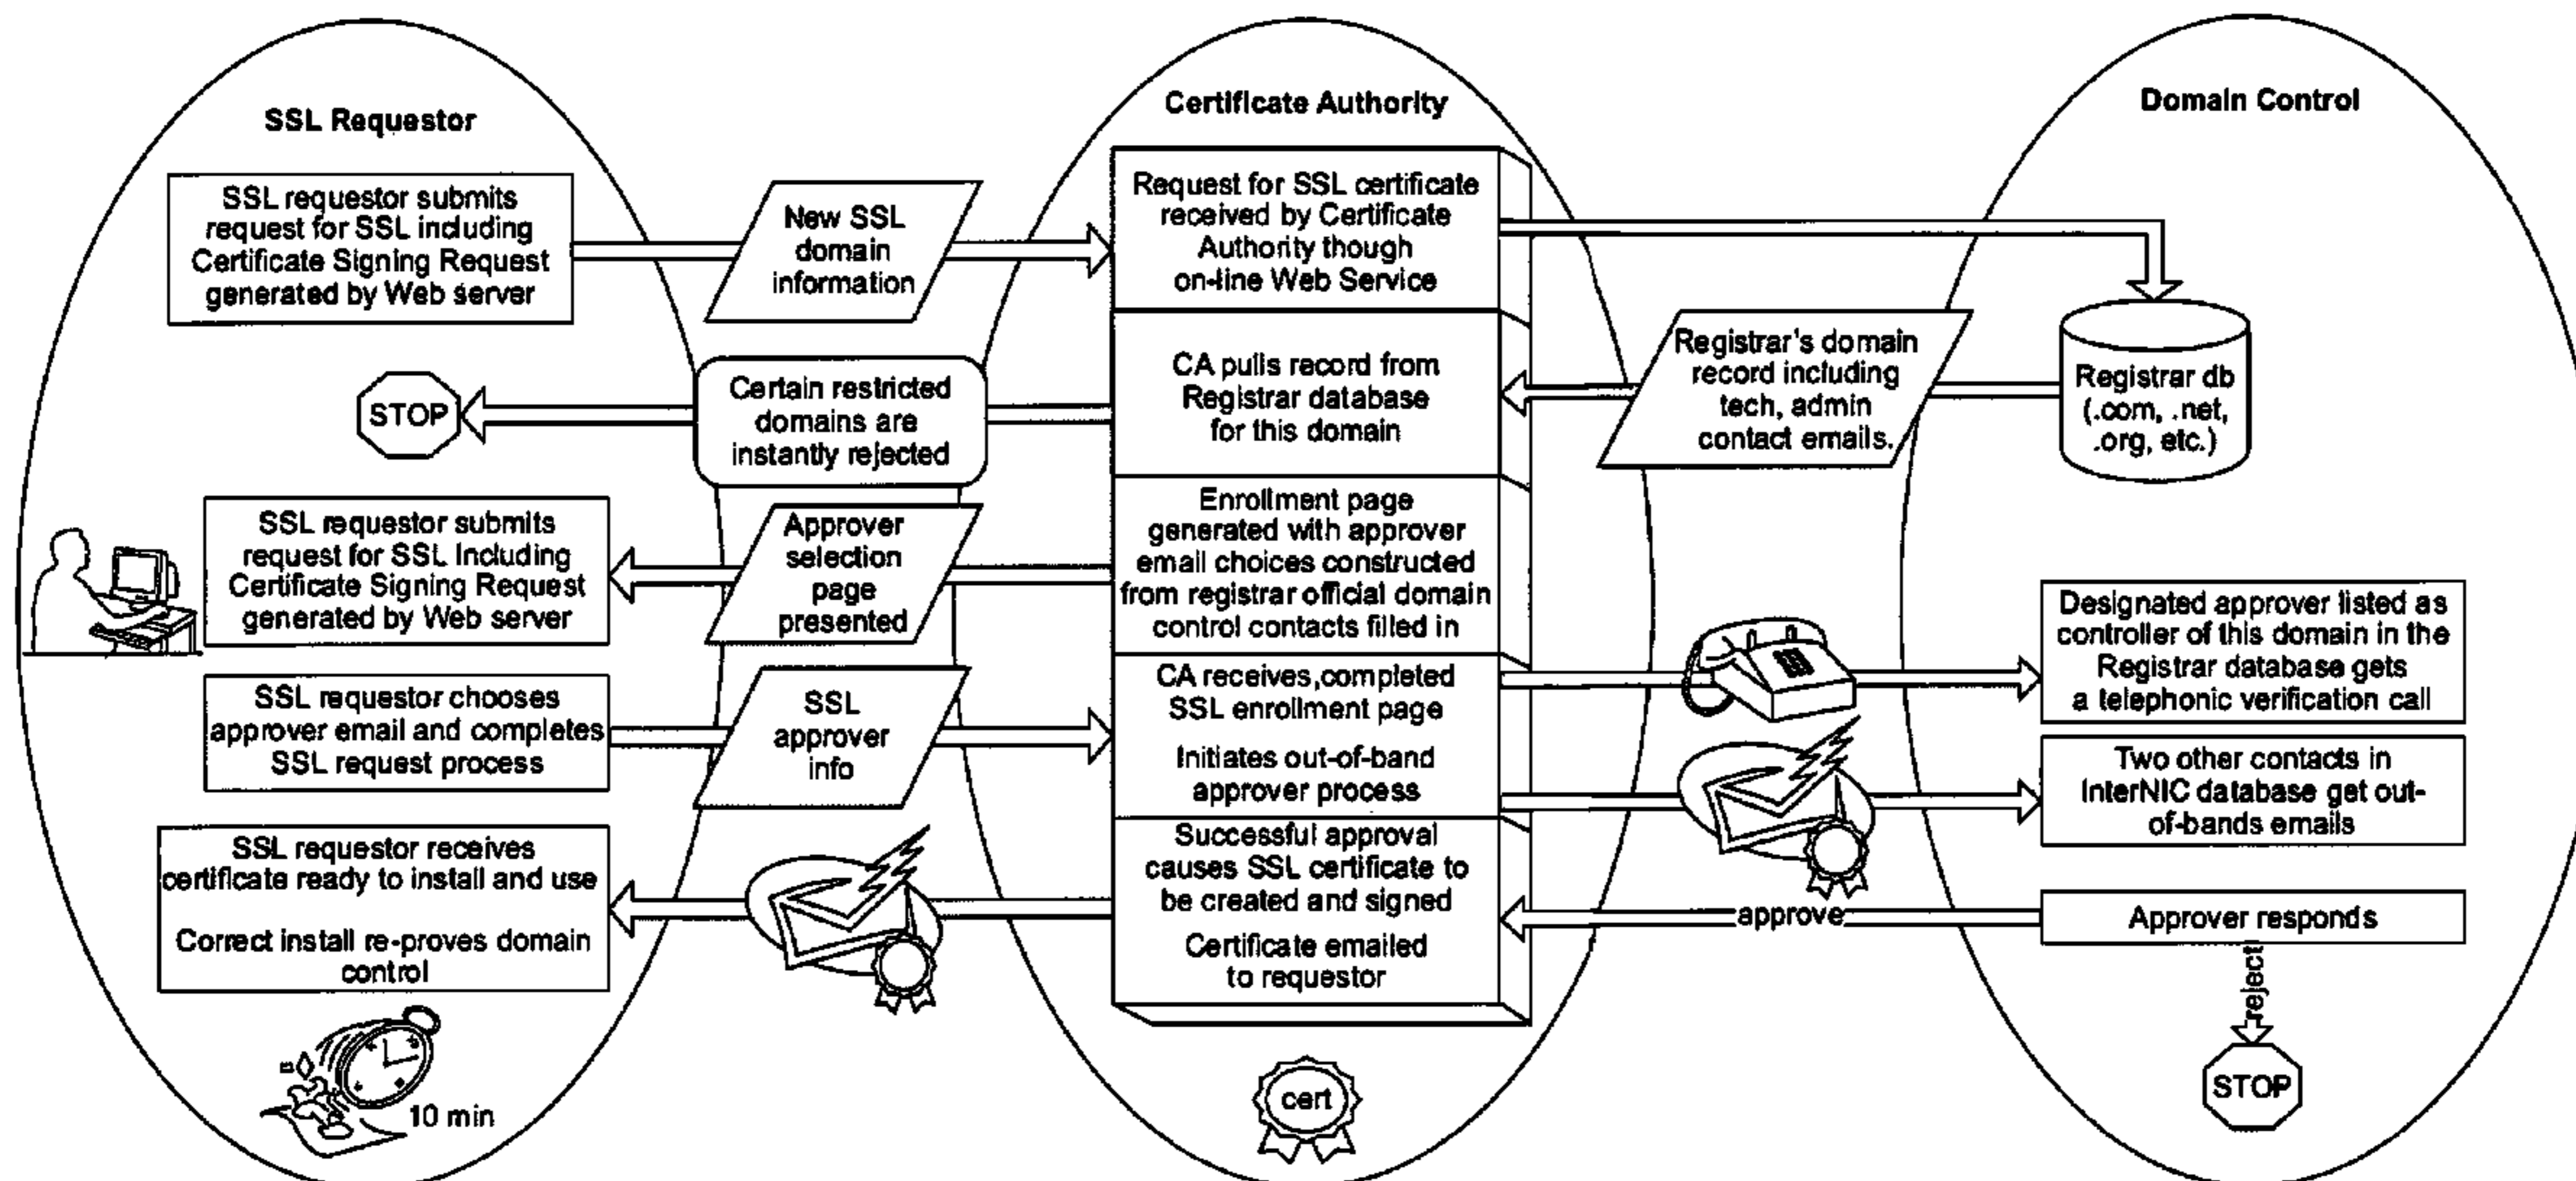 SSL Requestor
SSL requestor submits
request for SSL including
Certificate Signing Request
generated by Web server
New SSL
domain
information
STOP
Certain restricted
domains are
instantly rejected
SSL requestor submits
request for SSL Including
Certificate Signing Request
generated by Web server
Approver
selection
page
presented
SSL requestor chooses
approver email and completes
SSL request process
SSL
approver
info
SSL requestor receives
certificate ready to install and use
Correct install re-proves domain
control
10 min
Certificate Authority
Request for SSL certificate
received by Certificate
Authority though
on-line Web Service
CA pulls record from
Registrar database
for this domain
Enrollment page
generated with approver
email choices constructed
from registrar official domain
control contacts filled in
CA receives,completed
SSL enrollment page
Initiates out-of-band
approver process
Successful approval
causes SSL certificate to
be created and signed
Certificate emailed
to requestor
cert
Domain Control
Registrar's domain
record including
tech, admin
contact emails.
Registrar db
(.com, .net,
.org, etc.)
Designated approver listed as
controller of this domain in the
Registrar database gets
a telephonic verification call
Two other contacts in
InterNIC database get out-
of-bands emails
approve
Approver responds
reject
STOP